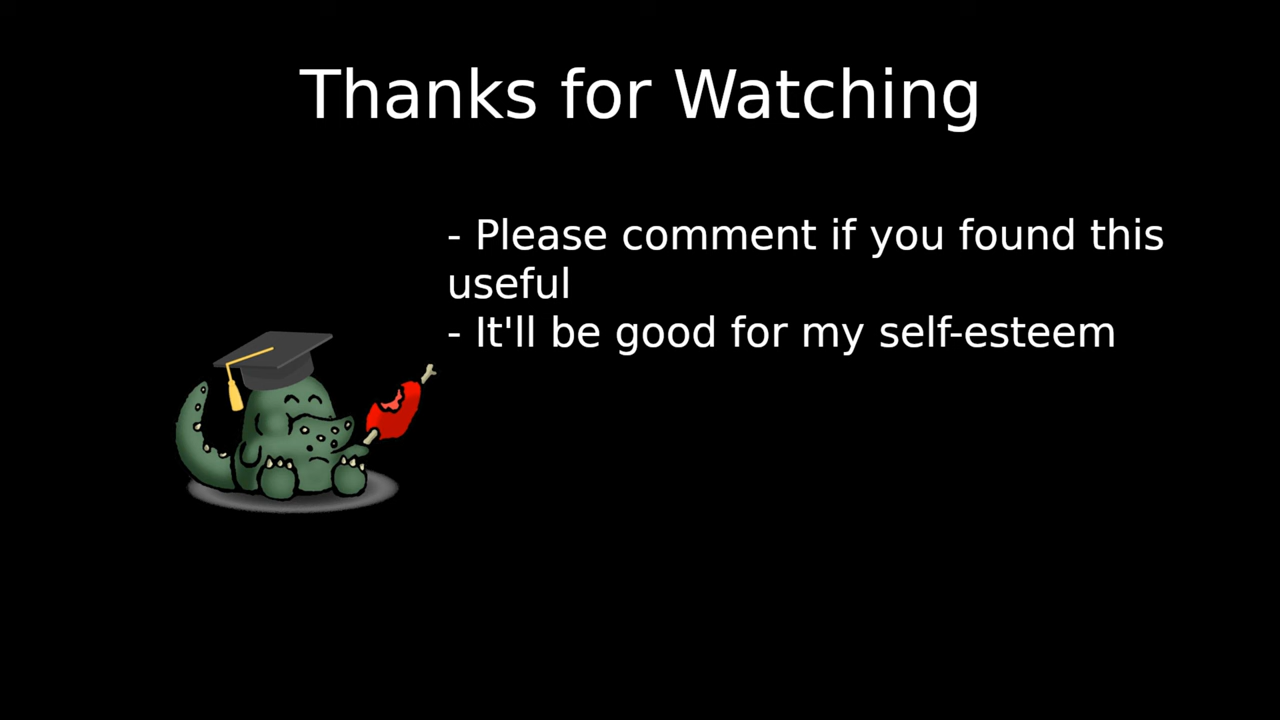 Thanks for Watching
- Please comment if you found this
useful
- It'll be good for my self-esteem